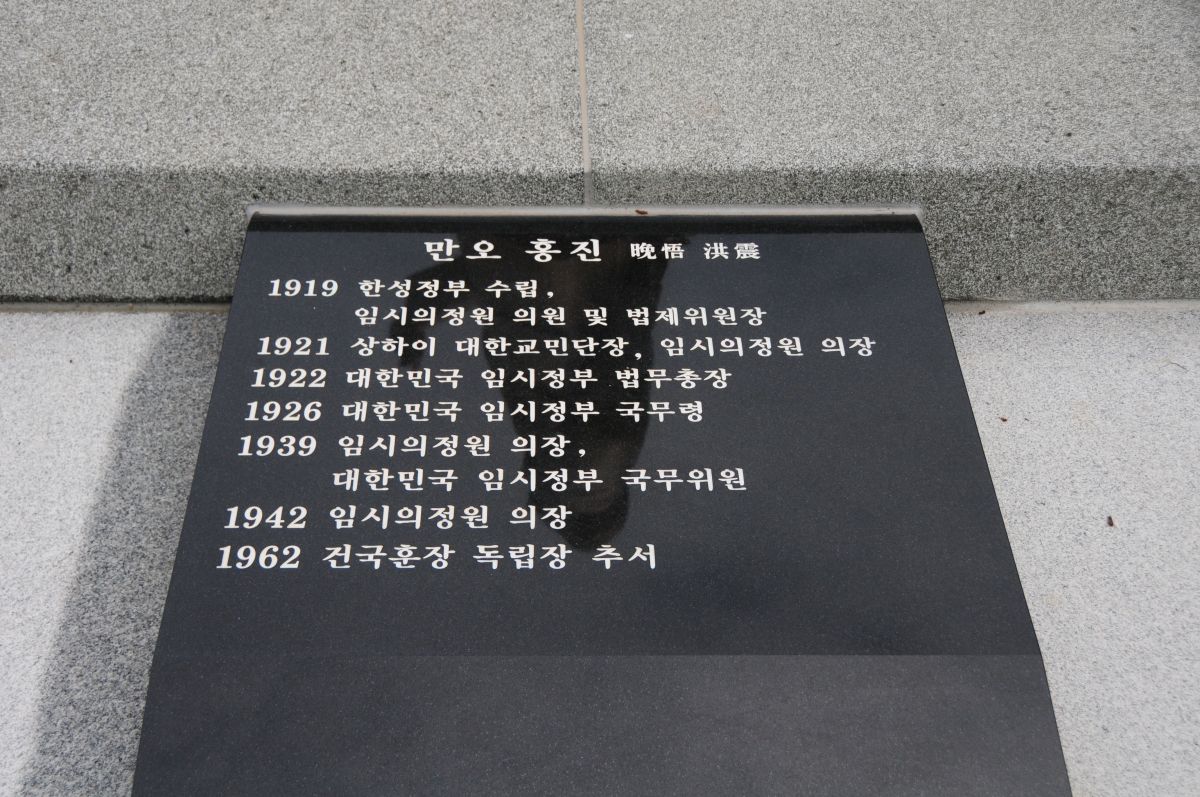 만오 홍진 晩悟 洪震
1919 한성정부 수립,
임시의정원 의원 및 법제위원장
1921 상하이 대한교민단장, 임시의정원 의장
1922 대한민국 임시정부 법무총장
1926 대한민국 임시정부 국무령
1939 임시의정원 의장,
대한민국 임시정부 국무위원
1942 임시의정원 의장
1962 건국훈장 독립장 추서